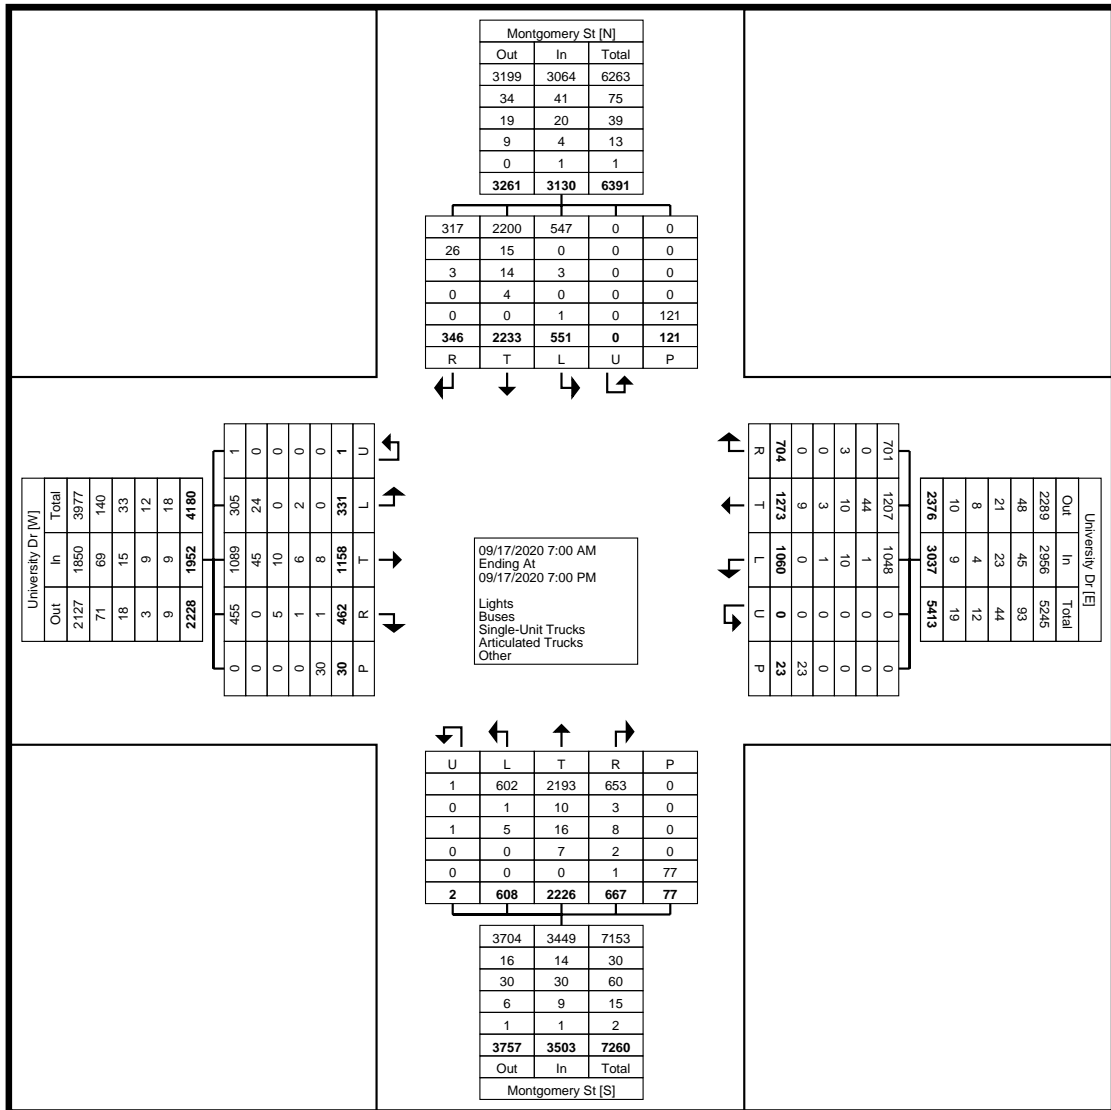 Montgomery St [N]
Out In Total
3199 3064 6263
34 41 75
19 20 39
9 4 13
0 1 1
3261 3130 6391
317 2200 547 0 0
26 15 0 0 0
3 14 3 0 0
0 4 0 0 0
0 0 1 0 121
346 2233 551 0 121
R T L U P
University Dr [W]
Total 3977 140 33 12 18 4180
In 1850 69 15 9 9 1952
Out 2127 71 18 3 9 2228
1 0 0 0 0 1 U
305 24 0 2 0 331 L
1089 45 10 6 8 1158 T
455 0 5 1 1 462 R
0 0 0 0 30 30 P
09/17/2020 7:00 AM
Ending At
09/17/2020 7:00 PM
Lights
Buses
Single-Unit Trucks
Articulated Trucks
Other
R 704 0 0 3 0 701
T 1273 9 3 10 44 1207
L 1060 0 1 10 1 1048
U 0 0 0 0 0 0
P 23 23 0 0 0 0
2376 10 8 21 48 2289 Out
3037 9 4 23 45 2956 In
5413 19 12 44 93 5245 Total
University Dr [E]
U L T R P
1 602 2193 653 0
0 1 10 3 0
1 5 16 8 0
0 0 7 2 0
0 0 0 1 77
2 608 2226 667 77
3704 3449 7153
16 14 30
30 30 60
6 9 15
1 1 2
3757 3503 7260
Out In Total
Montgomery St [S]